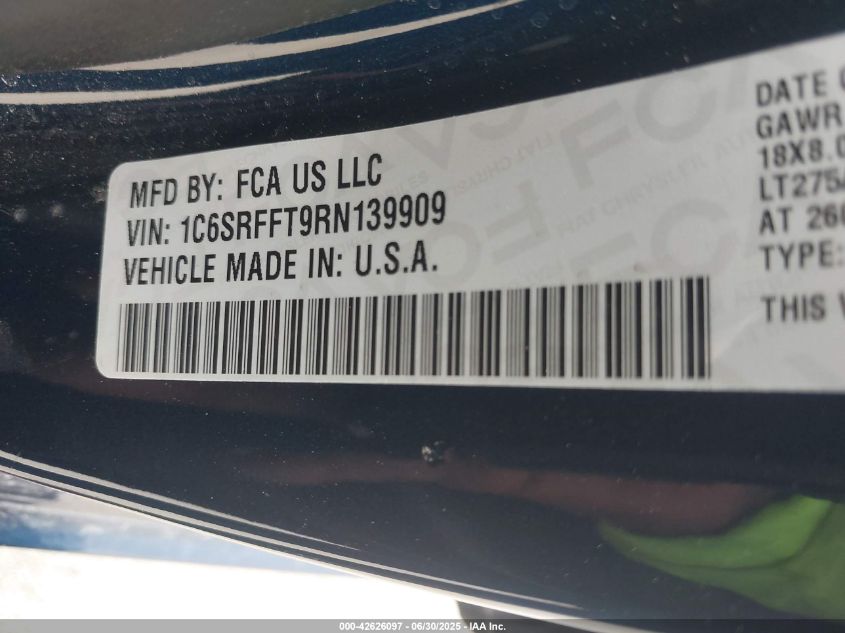 MFD BY: FCA US LLC
VIN: 1C6SRFFT9RN139909
VEHICLE MADE IN: U.S.A.
DATE
GAWR
18X8.0
LT275
AT 260
TYPE:
THIS
000-42626097 - 06/30/2025 - IAA Inc.